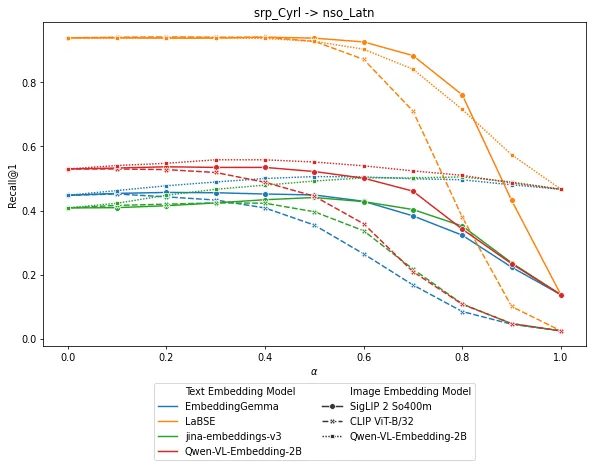 srp_Cyrl -> nso_Latn
Recall@1
0.8
0.6
0.4
0.2
0.0
0.0 0.2 0.4 0.6 0.8 1.0
α
Text Embedding Model Image Embedding Model
EmbeddingGemma SigLIP 2 So400m
LaBSE CLIP ViT-B/32
jina-embeddings-v3 Qwen-VL-Embedding-2B
Qwen-VL-Embedding-2B